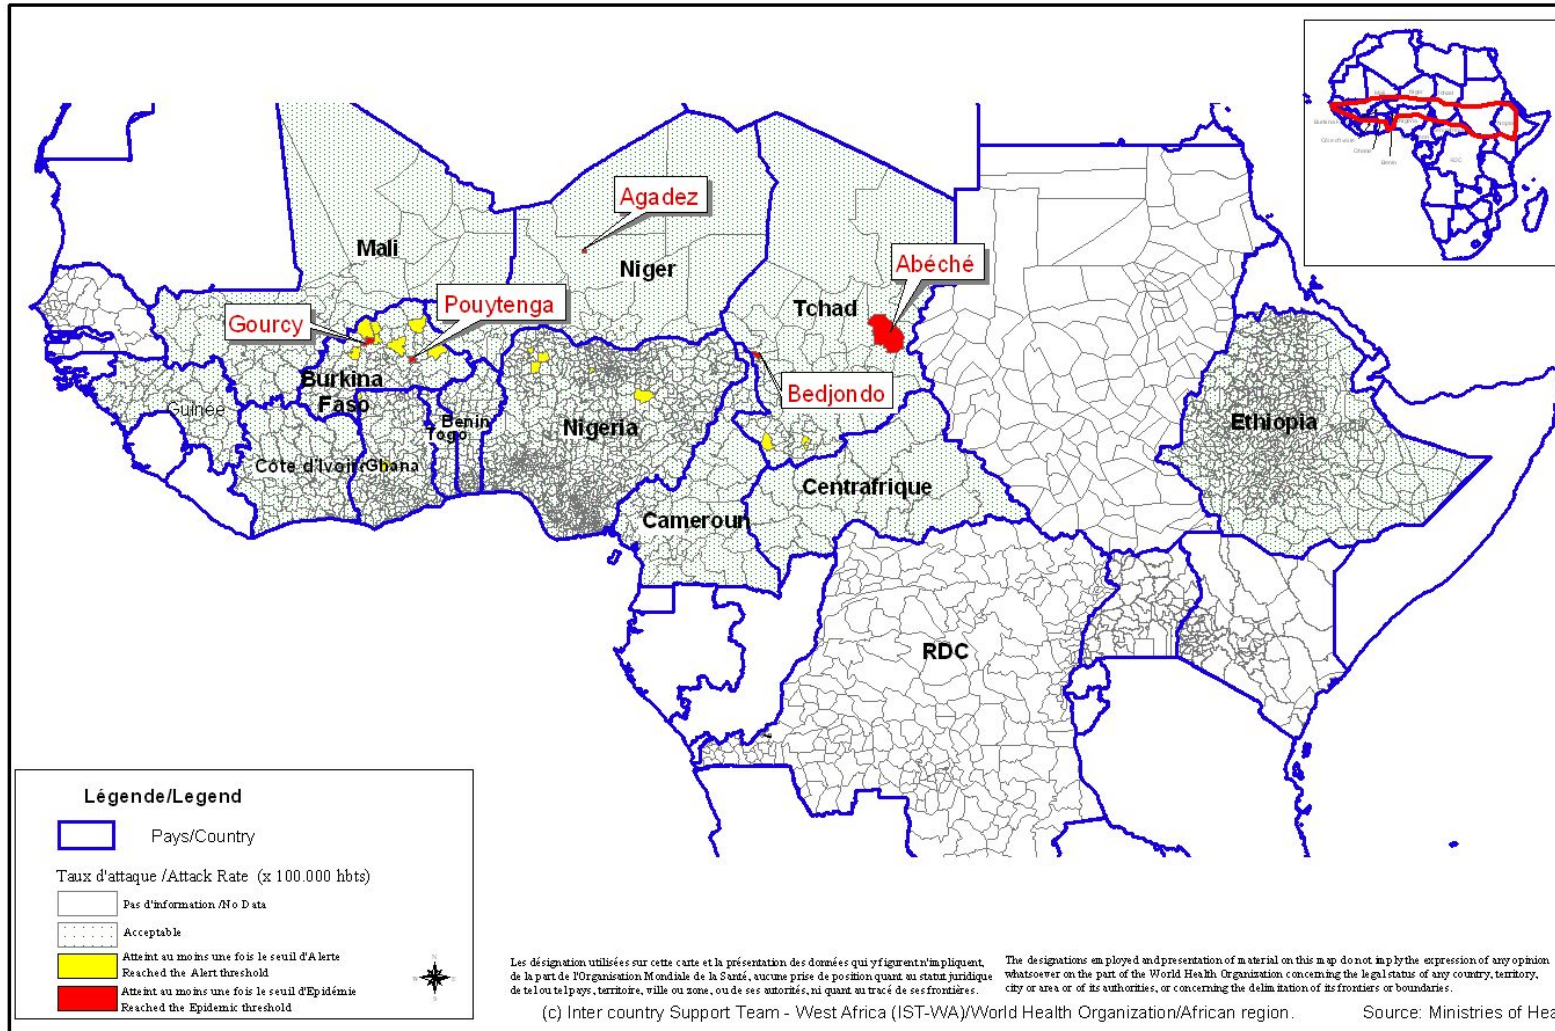 Mali
Niger
Tchad
Agadez
Abéché
Mali
Niger
Tchad
Pouytenga
Gourcy
Bedjondo
Burkina
Faso
Guinée
Benin
Togo
Nigeria
Ethiopia
Côte d'Ivoire
Ghana
Centrafrique
Cameroun
RDC
RDC
Benin
Légende/Legend
Pays/Country
Taux d'attaque /Attack Rate (x 100.000 hbts)
Pas d'information /No Data
Acceptable
Atteint au moins une fois le seuil d'Alerte
Reached the Alert threshold
Atteint au moins une fois le seuil d'Epidémie
Reached the Epidemic threshold
Les désignation utilisées sur cette carte et la présentation des données qui y figurent n'impliquent,
de la part de l'Organisation Mondiale de la Santé, aucune prise de position quant au statut juridique
de tel ou tel pays, territoire, ville ou zone, ou de ses autorités, ni quant au tracé de ses frontières.
The designations employed and presentation of material on this map do not imply the expression of any opinion
whatsoever on the part of the World Health Organization concerning the legal status of any country, territory,
city or area or of its authorities, or concerning the delimitation of its frontiers or boundaries.
(c) Inter country Support Team - West Africa (IST-WA)/World Health Organization/African region.
Source: Ministries of Hea